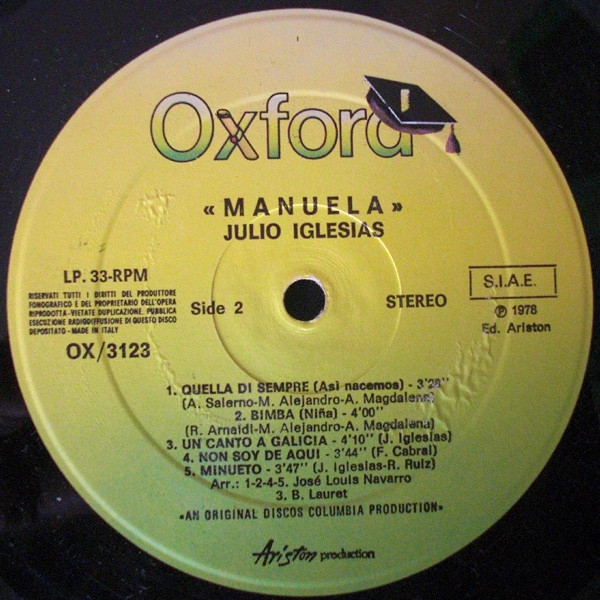 Oxford
« MANUELA »
JULIO IGLESIAS
LP. 33-RPM
RISERVATI TUTTI I DIRITTI DEL PRODUTTORE
FONOGRAFICO E DEL PROPRIETARIO DELL'OPERA
RIPRODOTTA-VIETATE DUPLICAZIONE, PUBBLICA
ESECUZIONE RADIODIFFUSIONE DI QUESTO DISCO
DEPOSITATO - MADE IN ITALY
OX/3123
Side 2
STEREO
S.I.A.E.
℗ 1978
Ed. Ariston
1. QUELLA DI SEMPRE (Asi nacemos) - 3'28"
(A. Salerno-M. Alejandro-A. Magdalena)
2. BIMBA (Niña) - 4'00"
(R. Arnaldi-M. Alejandro-A. Magdalena)
3. UN CANTO A GALICIA - 4'10" (J. Iglesias)
4. NON SOY DE AQUI - 3'44" (F. Cabral)
5. MINUETO - 3'47" (J. Iglesias-R. Ruiz)
Arr.: 1-2-4-5. José Louis Navarro
3. B. Lauret
«AN ORIGINAL DISCOS COLUMBIA PRODUCTION»
Ariston production